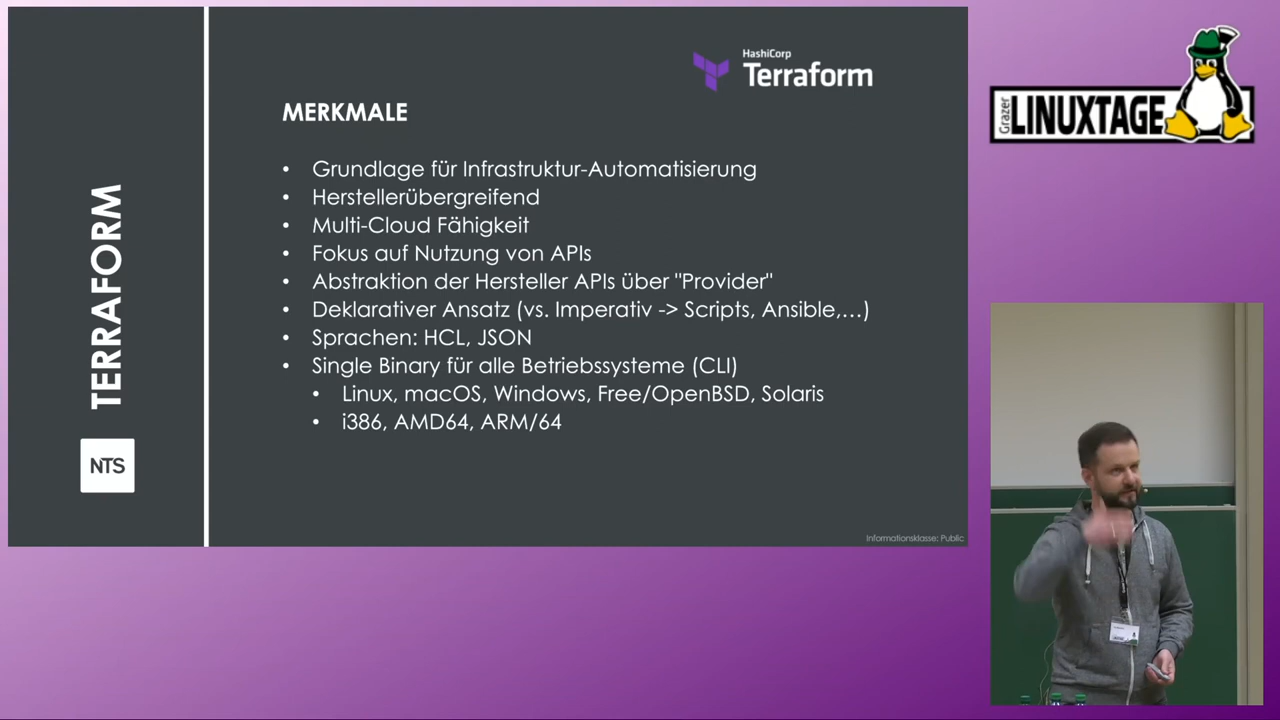 TERRAFORM
NTS
HashiCorp
Terraform
MERKMALE
• Grundlage für Infrastruktur-Automatisierung
• Herstellerübergreifend
• Multi-Cloud Fähigkeit
• Fokus auf Nutzung von APIs
• Abstraktion der Hersteller APIs über "Provider"
• Deklarativer Ansatz (vs. Imperativ -> Scripts, Ansible,...)
• Sprachen: HCL, JSON
• Single Binary für alle Betriebssysteme (CLI)
• Linux, macOS, Windows, Free/OpenBSD, Solaris
• i386, AMD64, ARM/64
Informationsklasse: Public
Grazer
LINUXTAGE